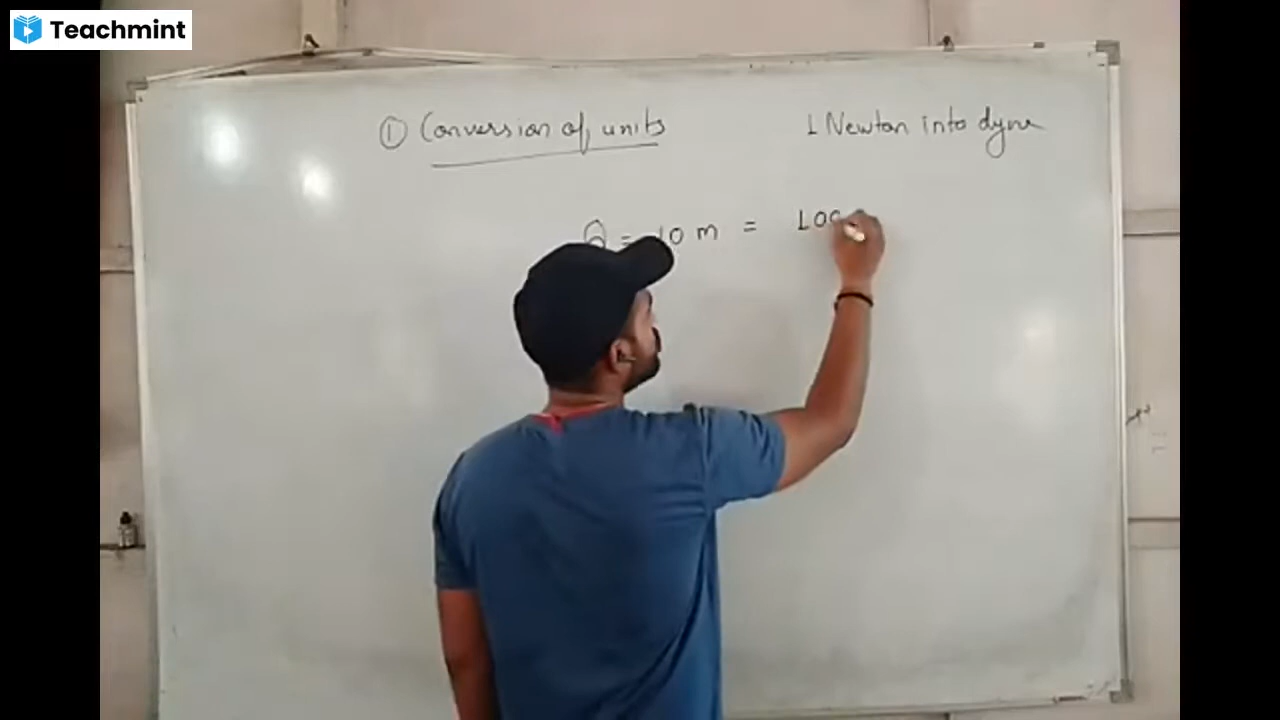 Teachmint
① Conversion of units
1 Newton into dyne
Q = 10 m = 100